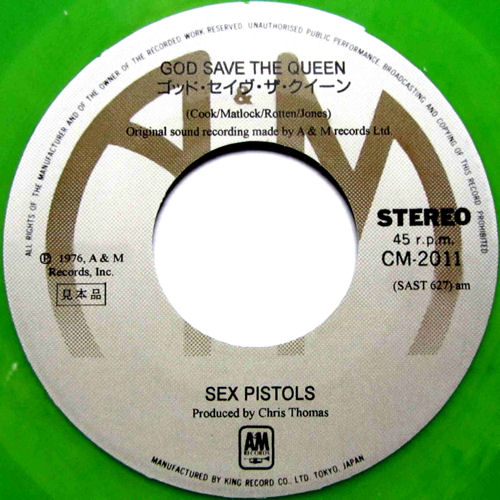 ALL RIGHTS OF THE MANUFACTURER AND OF THE OWNER OF THE RECORDED WORK RESERVED. UNAUTHORISED PUBLIC PERFORMANCE, BROADCASTING AND COPYING OF THIS RECORD PROHIBITED
GOD SAVE THE QUEEN
ゴッド・セイヴ・ザ・クイーン
&
(Cook/Matlock/Rotten/Jones)
Original sound recording made by A & M records Ltd.
AM
STEREO
45 r.p.m.
CM-2011
(SAST 627) am
Ⓟ 1976, A & M
Records, Inc.
見本品
SEX PISTOLS
Produced by Chris Thomas
AM
RECORDS
MANUFACTURED BY KING RECORD CO. LTD. TOKYO, JAPAN